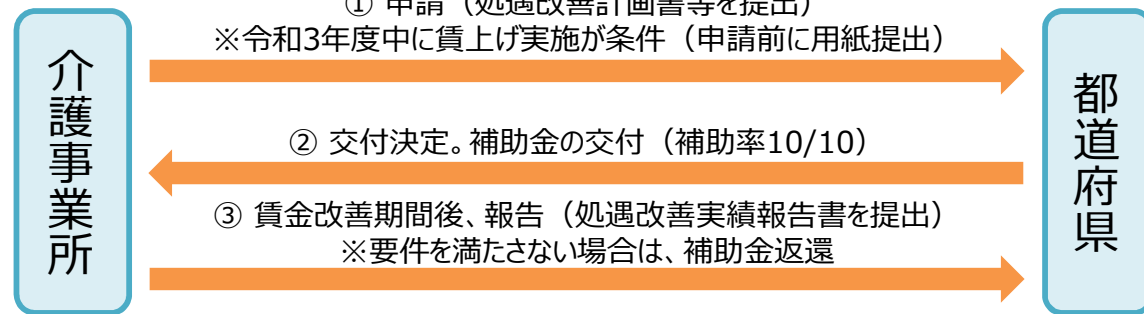 介護事業所
① 申請（処遇改善計画書等を提出）
※令和3年度中に賃上げ実施が条件（申請前に用紙提出）
② 交付決定。補助金の交付（補助率10/10）
③ 賃金改善期間後、報告（処遇改善実績報告書を提出）
※要件を満たさない場合は、補助金返還
都道府県